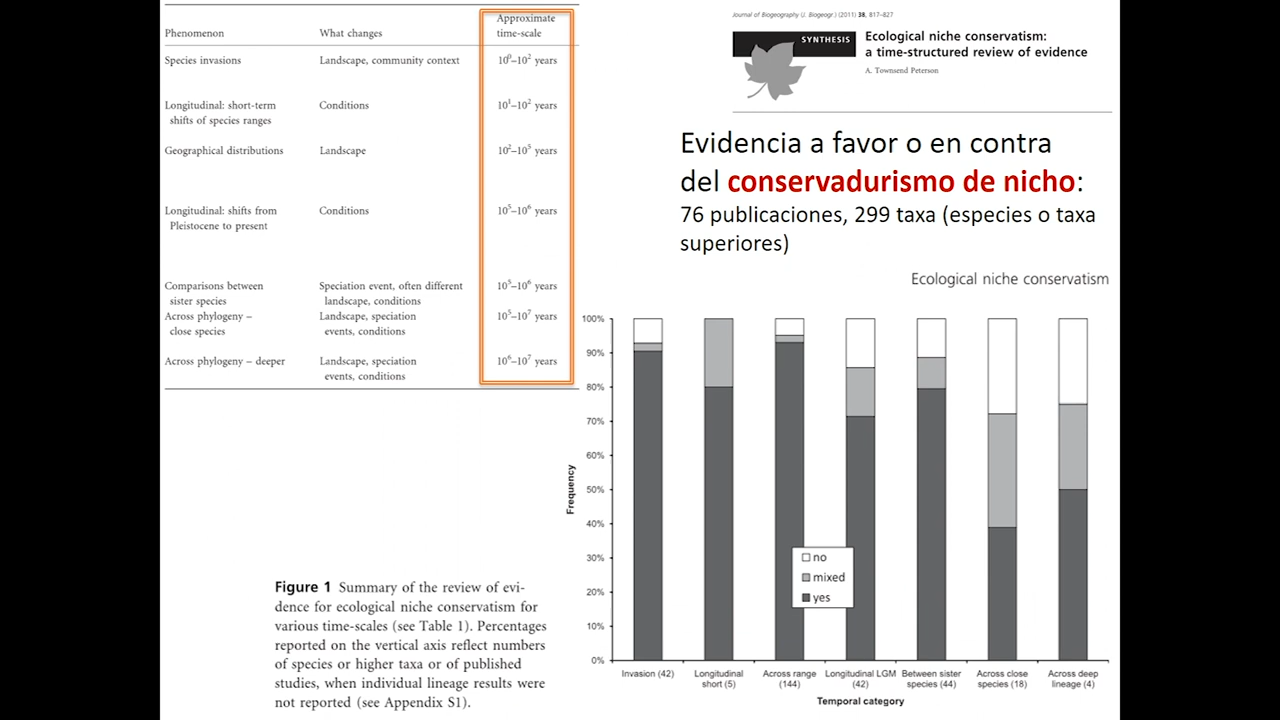 Phenomenon What changes Approximate time-scale
Species invasions Landscape, community context 10⁰–10² years
Longitudinal: short-term shifts of species ranges Conditions 10¹–10² years
Geographical distributions Landscape 10²–10⁵ years
Longitudinal: shifts from Pleistocene to present Conditions 10⁵–10⁶ years
Comparisons between sister species Speciation event, often different landscape, conditions 10⁵–10⁶ years
Across phylogeny – close species Landscape, speciation events, conditions 10⁵–10⁷ years
Across phylogeny – deeper Landscape, speciation events, conditions 10⁶–10⁷ years
Journal of Biogeography (J. Biogeogr.) (2011) 38, 817–827
SYNTHESIS
Ecological niche conservatism:
a time-structured review of evidence
A. Townsend Peterson
Evidencia a favor o en contra
del conservadurismo de nicho:
76 publicaciones, 299 taxa (especies o taxa
superiores)
Ecological niche conservatism
100%
90%
80%
70%
60%
50%
40%
30%
20%
10%
0%
Frequency
no
mixed
yes
Invasion (42)
Longitudinal
short (5)
Across range
(144)
Longitudinal LGM
(42)
Between sister
species (44)
Across close
species (18)
Across deep
lineage (4)
Temporal category
Figure 1 Summary of the review of evi-
dence for ecological niche conservatism for
various time-scales (see Table 1). Percentages
reported on the vertical axis reflect numbers
of species or higher taxa or of published
studies, when individual lineage results were
not reported (see Appendix S1).